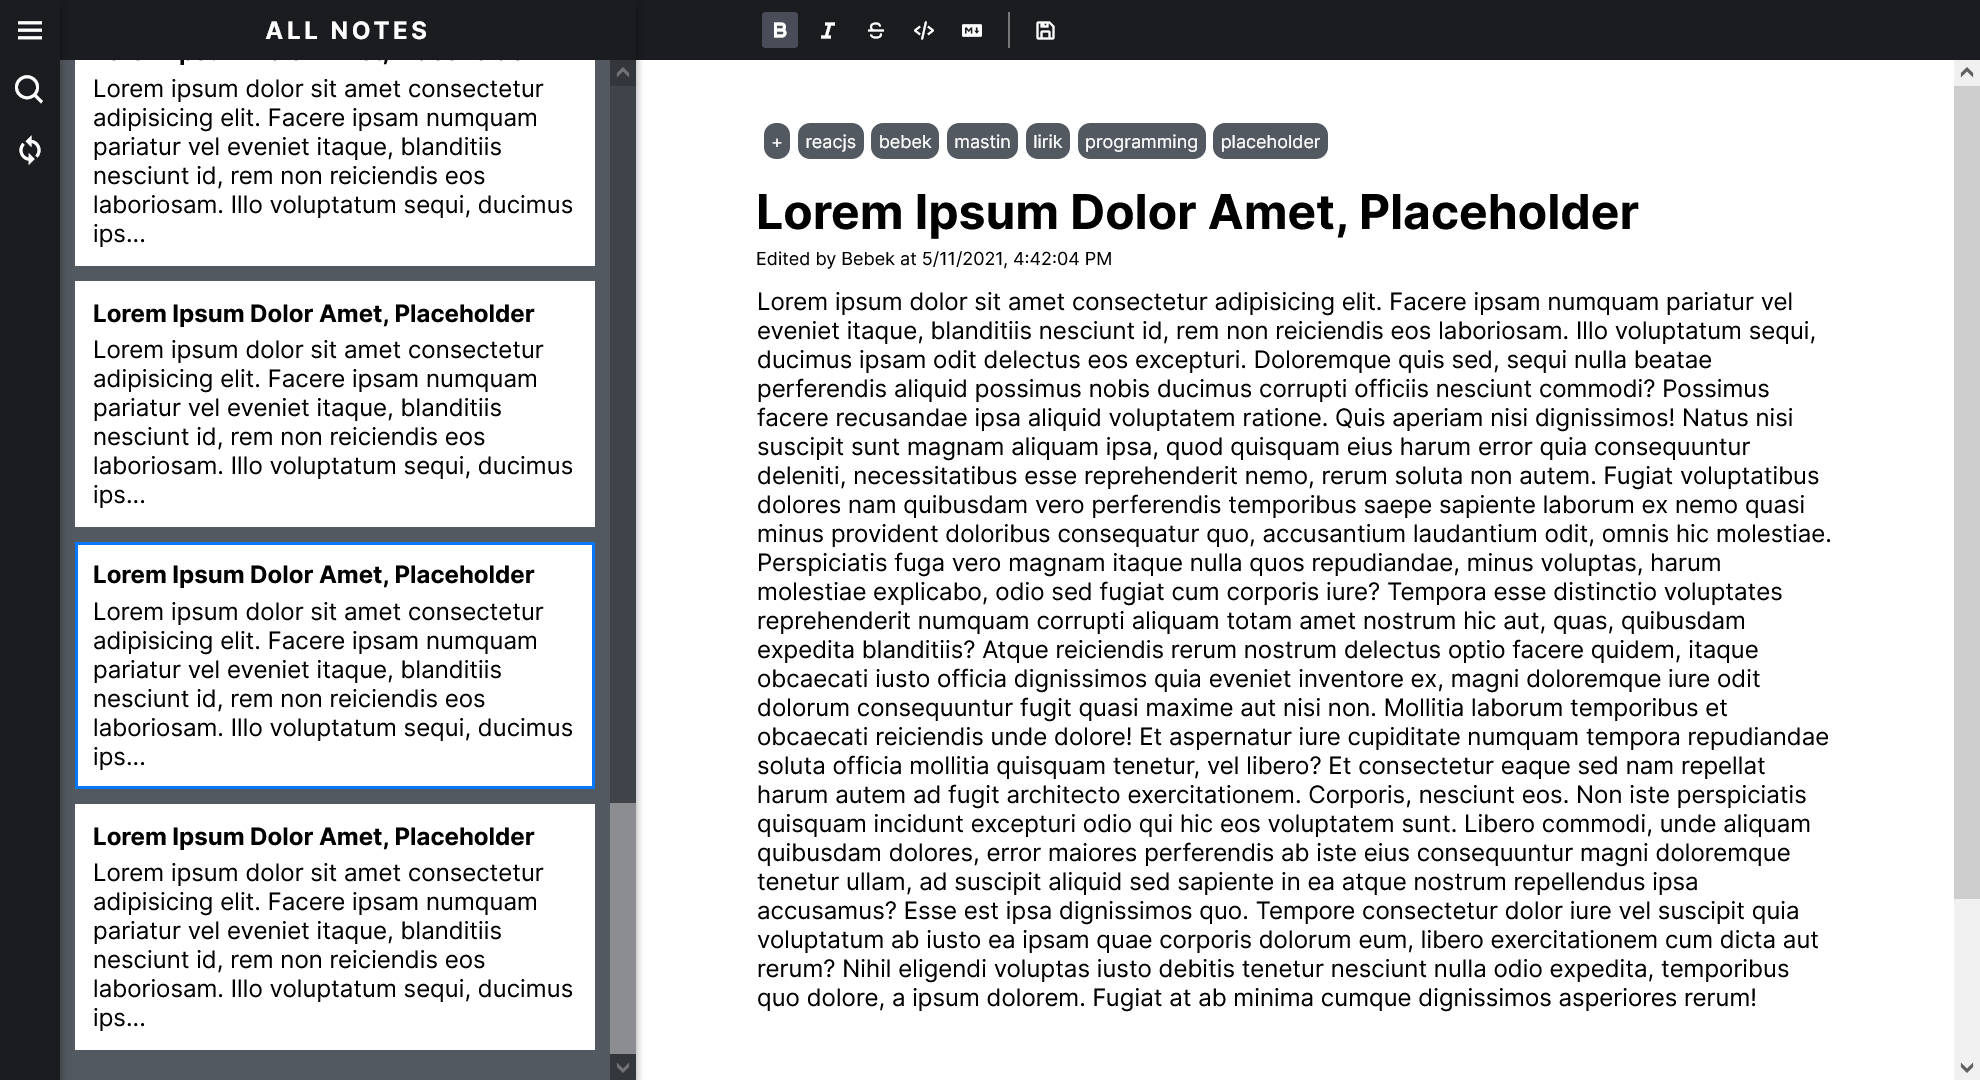 ALL NOTES
Lorem ipsum dolor sit amet consectetur
adipisicing elit. Facere ipsam numquam
pariatur vel eveniet itaque, blanditiis
nesciunt id, rem non reiciendis eos
laboriosam. Illo voluptatum sequi, ducimus
ips...
Lorem Ipsum Dolor Amet, Placeholder
Lorem ipsum dolor sit amet consectetur
adipisicing elit. Facere ipsam numquam
pariatur vel eveniet itaque, blanditiis
nesciunt id, rem non reiciendis eos
laboriosam. Illo voluptatum sequi, ducimus
ips...
Lorem Ipsum Dolor Amet, Placeholder
Lorem ipsum dolor sit amet consectetur
adipisicing elit. Facere ipsam numquam
pariatur vel eveniet itaque, blanditiis
nesciunt id, rem non reiciendis eos
laboriosam. Illo voluptatum sequi, ducimus
ips...
Lorem Ipsum Dolor Amet, Placeholder
Lorem ipsum dolor sit amet consectetur
adipisicing elit. Facere ipsam numquam
pariatur vel eveniet itaque, blanditiis
nesciunt id, rem non reiciendis eos
laboriosam. Illo voluptatum sequi, ducimus
ips...
B I S </> M
+ reacjs bebek mastin lirik programming placeholder
Lorem Ipsum Dolor Amet, Placeholder
Edited by Bebek at 5/11/2021, 4:42:04 PM
Lorem ipsum dolor sit amet consectetur adipisicing elit. Facere ipsam numquam pariatur vel
eveniet itaque, blanditiis nesciunt id, rem non reiciendis eos laboriosam. Illo voluptatum sequi,
ducimus ipsam odit delectus eos excepturi. Doloremque quis sed, sequi nulla beatae
perferendis aliquid possimus nobis ducimus corrupti officiis nesciunt commodi? Possimus
facere recusandae ipsa aliquid voluptatem ratione. Quis aperiam nisi dignissimos! Natus nisi
suscipit sunt magnam aliquam ipsa, quod quisquam eius harum error quia consequuntur
deleniti, necessitatibus esse reprehenderit nemo, rerum soluta non autem. Fugiat voluptatibus
dolores nam quibusdam vero perferendis temporibus saepe sapiente laborum ex nemo quasi
minus provident doloribus consequatur quo, accusantium laudantium odit, omnis hic molestiae.
Perspiciatis fuga vero magnam itaque nulla quos repudiandae, minus voluptas, harum
molestiae explicabo, odio sed fugiat cum corporis iure? Tempora esse distinctio voluptates
reprehenderit numquam corrupti aliquam totam amet nostrum hic aut, quas, quibusdam
expedita blanditiis? Atque reiciendis rerum nostrum delectus optio facere quidem, itaque
obcaecati iusto officia dignissimos quia eveniet inventore ex, magni doloremque iure odit
dolorum consequuntur fugit quasi maxime aut nisi non. Mollitia laborum temporibus et
obcaecati reiciendis unde dolore! Et aspernatur iure cupiditate numquam tempora repudiandae
soluta officia mollitia quisquam tenetur, vel libero? Et consectetur eaque sed nam repellat
harum autem ad fugit architecto exercitationem. Corporis, nesciunt eos. Non iste perspiciatis
quisquam incidunt excepturi odio qui hic eos voluptatem sunt. Libero commodi, unde aliquam
quibusdam dolores, error maiores perferendis ab iste eius consequuntur magni doloremque
tenetur ullam, ad suscipit aliquid sed sapiente in ea atque nostrum repellendus ipsa
accusamus? Esse est ipsa dignissimos quo. Tempore consectetur dolor iure vel suscipit quia
voluptatum ab iusto ea ipsam quae corporis dolorum eum, libero exercitationem cum dicta aut
rerum? Nihil eligendi voluptas iusto debitis tenetur nesciunt nulla odio expedita, temporibus
quo dolore, a ipsum dolorem. Fugiat at ab minima cumque dignissimos asperiores rerum!